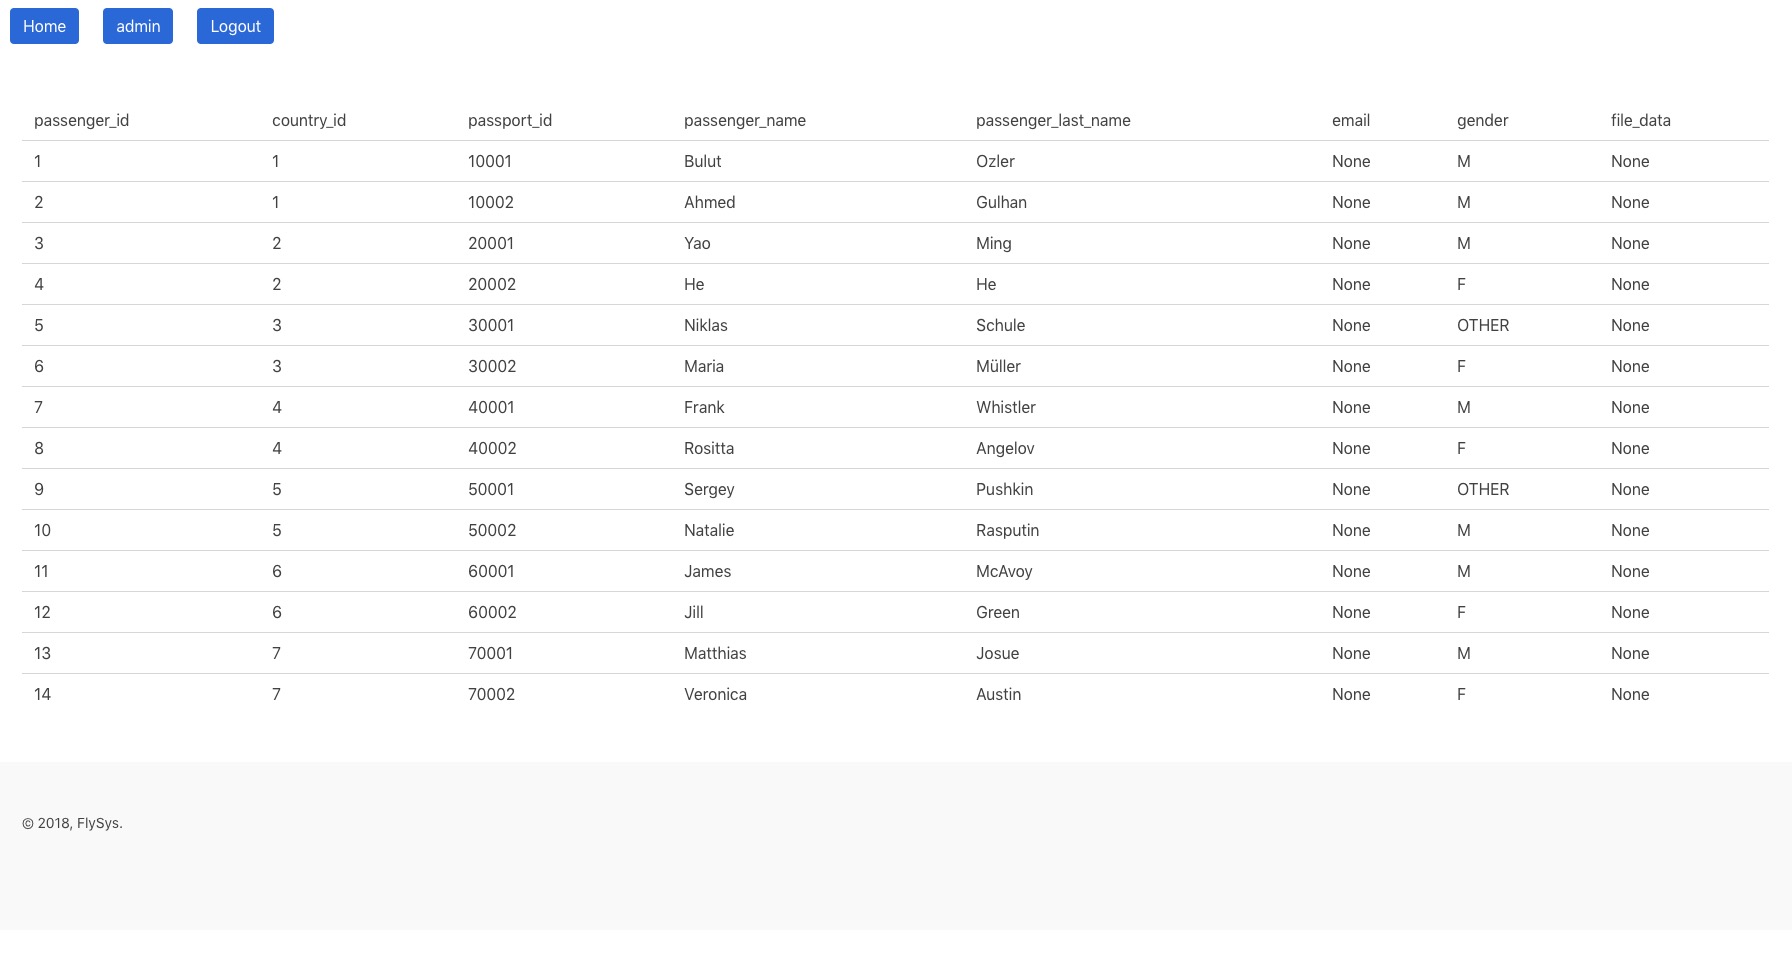 Home admin Logout
passenger_id country_id passport_id passenger_name passenger_last_name email gender file_data
1 1 10001 Bulut Ozler None M None
2 1 10002 Ahmed Gulhan None M None
3 2 20001 Yao Ming None M None
4 2 20002 He He None F None
5 3 30001 Niklas Schule None OTHER None
6 3 30002 Maria Müller None F None
7 4 40001 Frank Whistler None M None
8 4 40002 Rositta Angelov None F None
9 5 50001 Sergey Pushkin None OTHER None
10 5 50002 Natalie Rasputin None M None
11 6 60001 James McAvoy None M None
12 6 60002 Jill Green None F None
13 7 70001 Matthias Josue None M None
14 7 70002 Veronica Austin None F None
© 2018, FlySys.